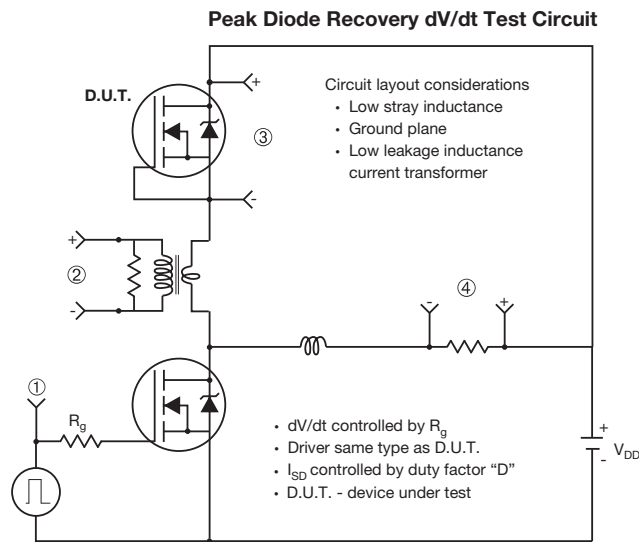 Peak Diode Recovery dV/dt Test Circuit
D.U.T.
+
③
-
Circuit layout considerations
• Low stray inductance
• Ground plane
• Low leakage inductance
current transformer
+
②
-
④
-
+
①
Rg
• dV/dt controlled by Rg
• Driver same type as D.U.T.
• ISD controlled by duty factor “D”
• D.U.T. - device under test
+
-
VDD